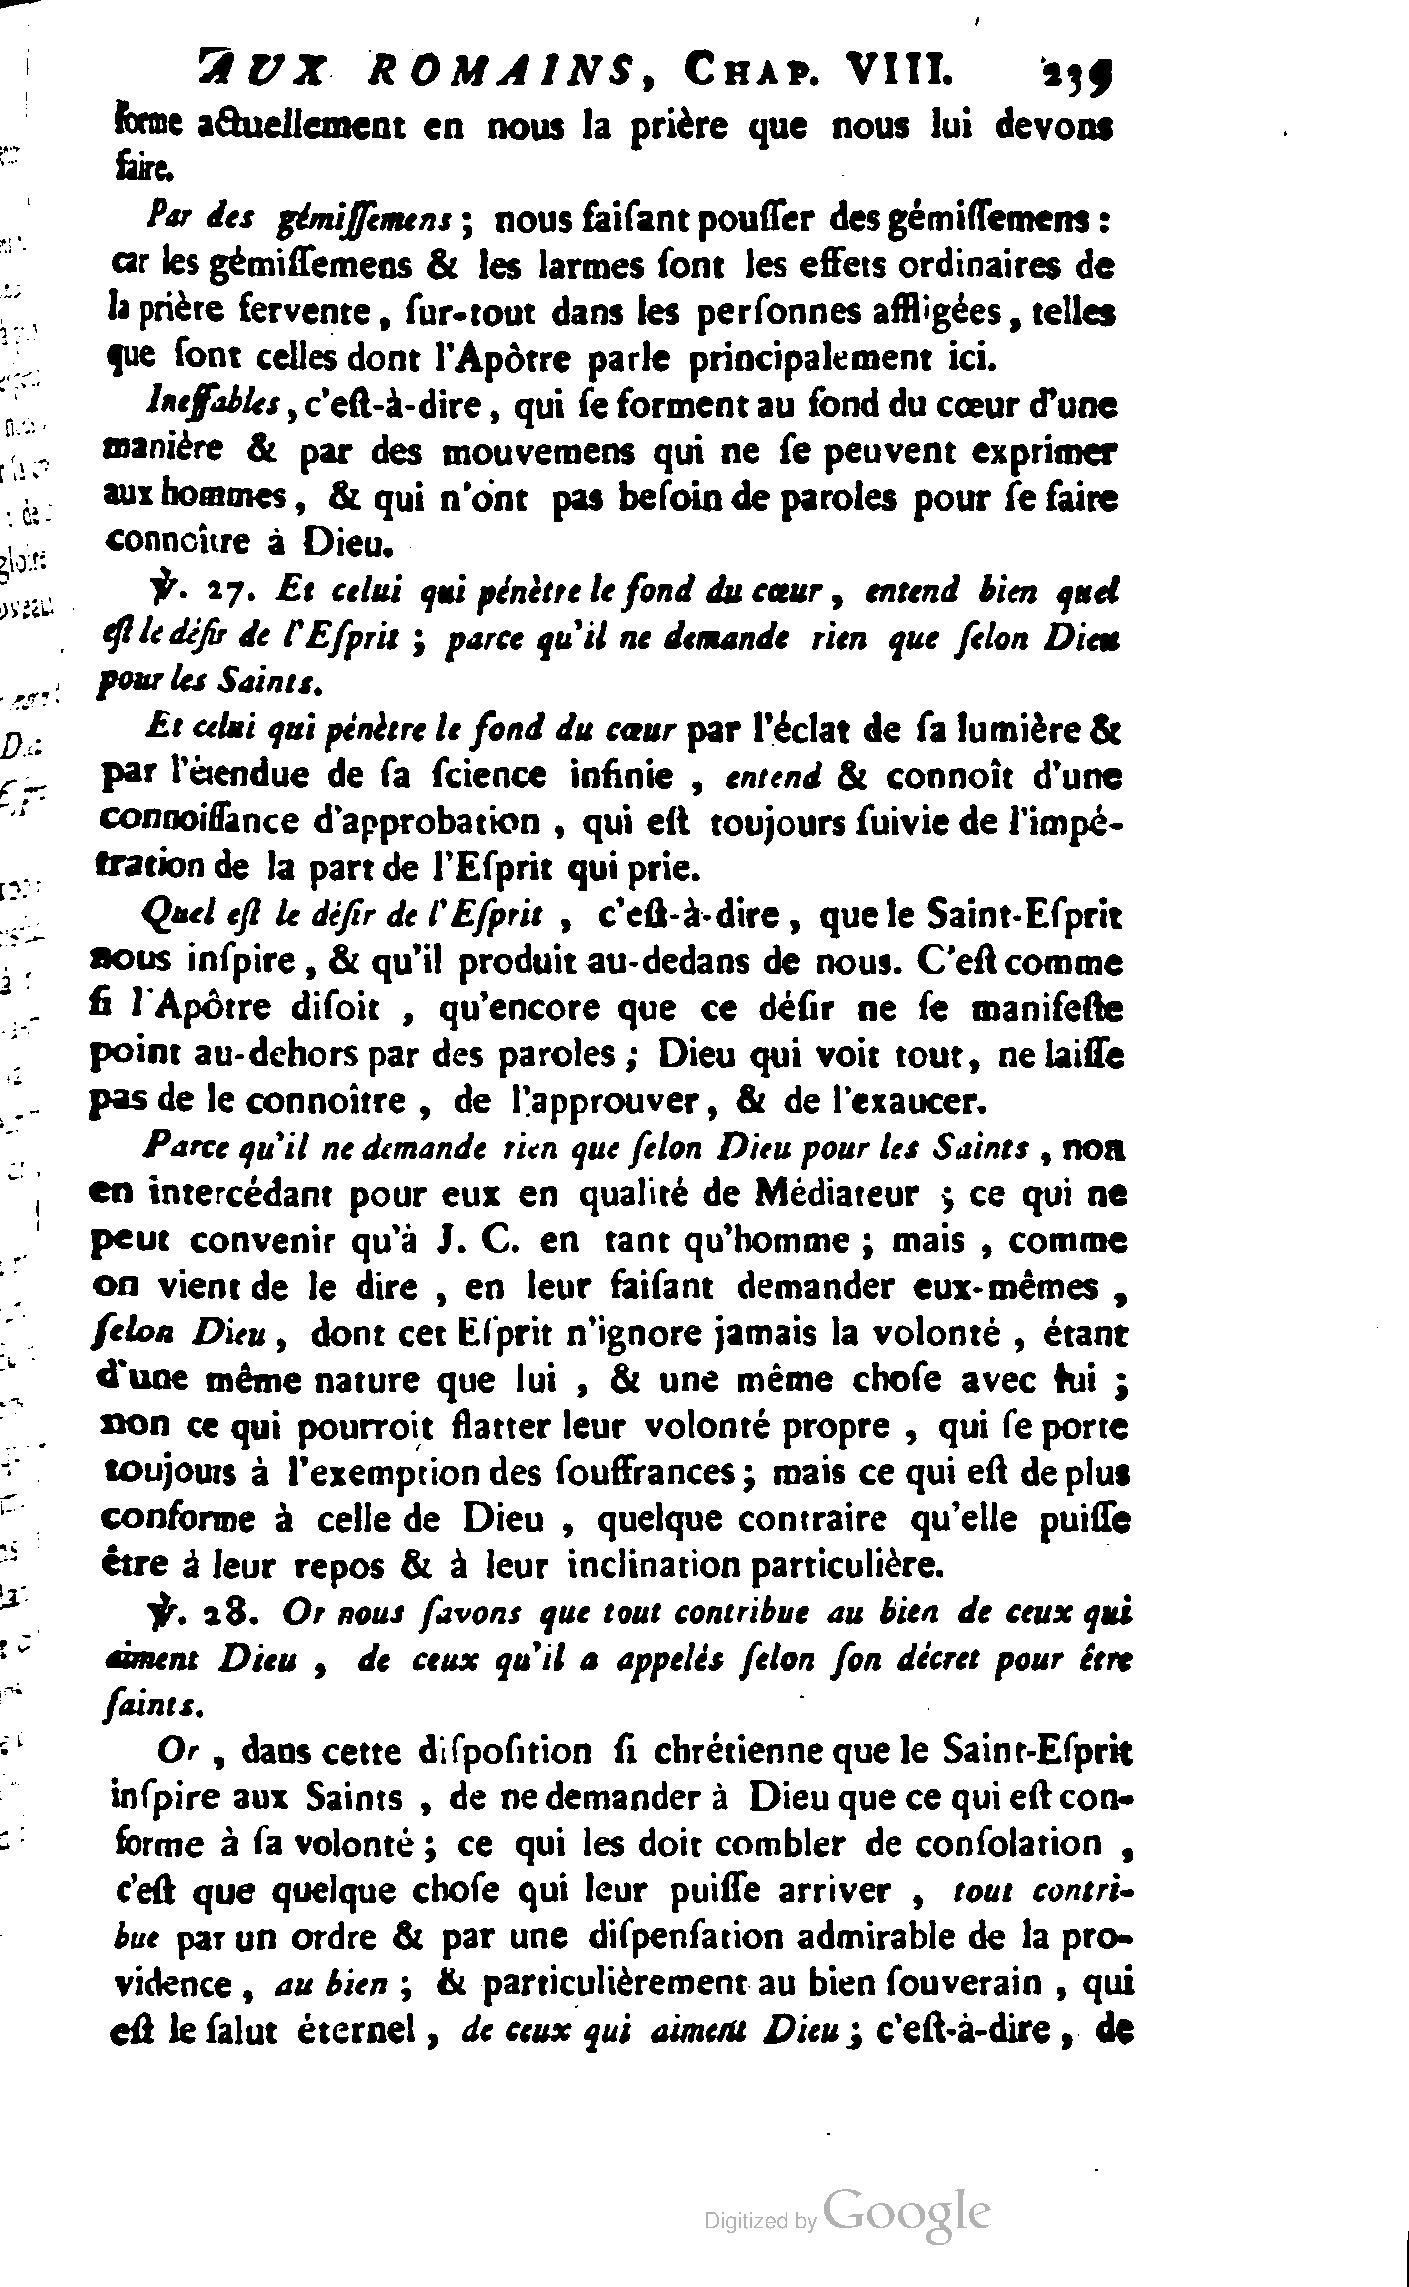 AUX ROMAINS, CHAP. VIII. 235
forme actuellement en nous la prière que nous lui devons
faire.
Par des gémiſſemens ; nous faiſant pouſſer des gémiſſemens :
car les gémiſſemens & les larmes ſont les effets ordinaires de
la prière fervente, ſur-tout dans les perſonnes affligées, telles
que ſont celles dont l'Apôtre parle principalement ici.
Ineffables, c'eſt-à-dire, qui ſe forment au fond du cœur d'une
manière & par des mouvemens qui ne ſe peuvent exprimer
aux hommes, & qui n'ont pas beſoin de paroles pour ſe faire
connoître à Dieu.
℣. 27. Et celui qui pénètre le fond du cœur, entend bien quel
eſt le déſir de l'Eſprit ; parce qu'il ne demande rien que ſelon Dieu
pour les Saints.
Et celui qui pénètre le fond du cœur par l'éclat de ſa lumière &
par l'étendue de ſa ſcience infinie , entend & connoît d'une
connoiſſance d'approbation , qui eſt toujours ſuivie de l'impé-
tration de la part de l'Eſprit qui prie.
Quel eſt le déſir de l'Eſprit , c'eſt-à-dire, que le Saint-Eſprit
nous inſpire, & qu'il produit au-dedans de nous. C'eſt comme
ſi l'Apôtre diſoit , qu'encore que ce déſir ne ſe manifeſte
point au-dehors par des paroles; Dieu qui voit tout, ne laiſſe
pas de le connoître , de l'approuver, & de l'exaucer.
Parce qu'il ne demande rien que ſelon Dieu pour les Saints , non
en intercédant pour eux en qualité de Médiateur ; ce qui ne
peut convenir qu'à J. C. en tant qu'homme ; mais , comme
on vient de le dire , en leur faiſant demander eux-mêmes ,
ſelon Dieu, dont cet Eſprit n'ignore jamais la volonté , étant
d'une même nature que lui , & une même choſe avec lui ;
non ce qui pourroit flatter leur volonté propre , qui ſe porte
toujours à l'exemption des ſouffrances; mais ce qui eſt de plus
conforme à celle de Dieu , quelque contraire qu'elle puiſſe
être à leur repos & à leur inclination particulière.
℣. 28. Or nous ſavons que tout contribue au bien de ceux qui
aiment Dieu , de ceux qu'il a appelés ſelon ſon décret pour être
ſaints.
Or , dans cette diſpoſition ſi chrétienne que le Saint-Eſprit
inſpire aux Saints , de ne demander à Dieu que ce qui eſt con-
forme à ſa volonté ; ce qui les doit combler de conſolation ,
c'eſt que quelque choſe qui leur puiſſe arriver , tout contri-
bue par un ordre & par une diſpenſation admirable de la pro-
vidence, au bien ; & particulièrement au bien ſouverain , qui
eſt le ſalut éternel , de ceux qui aiment Dieu ; c'eſt-à-dire, de
Digitized by Google